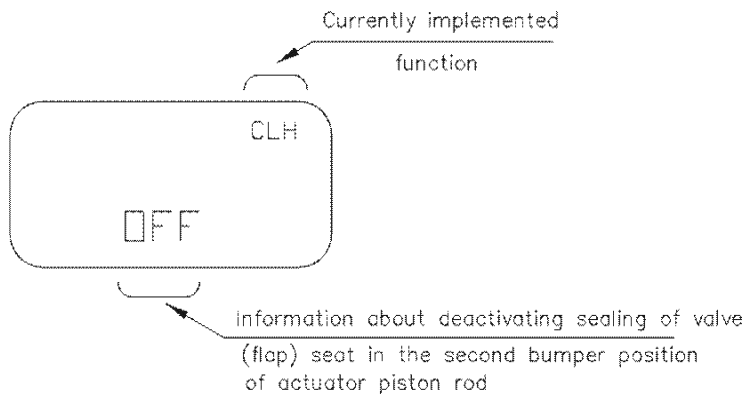 Currently implemented
function
CLH
OFF
information about deactivating sealing of valve
(flap) seat in the second bumper position
of actuator piston rod